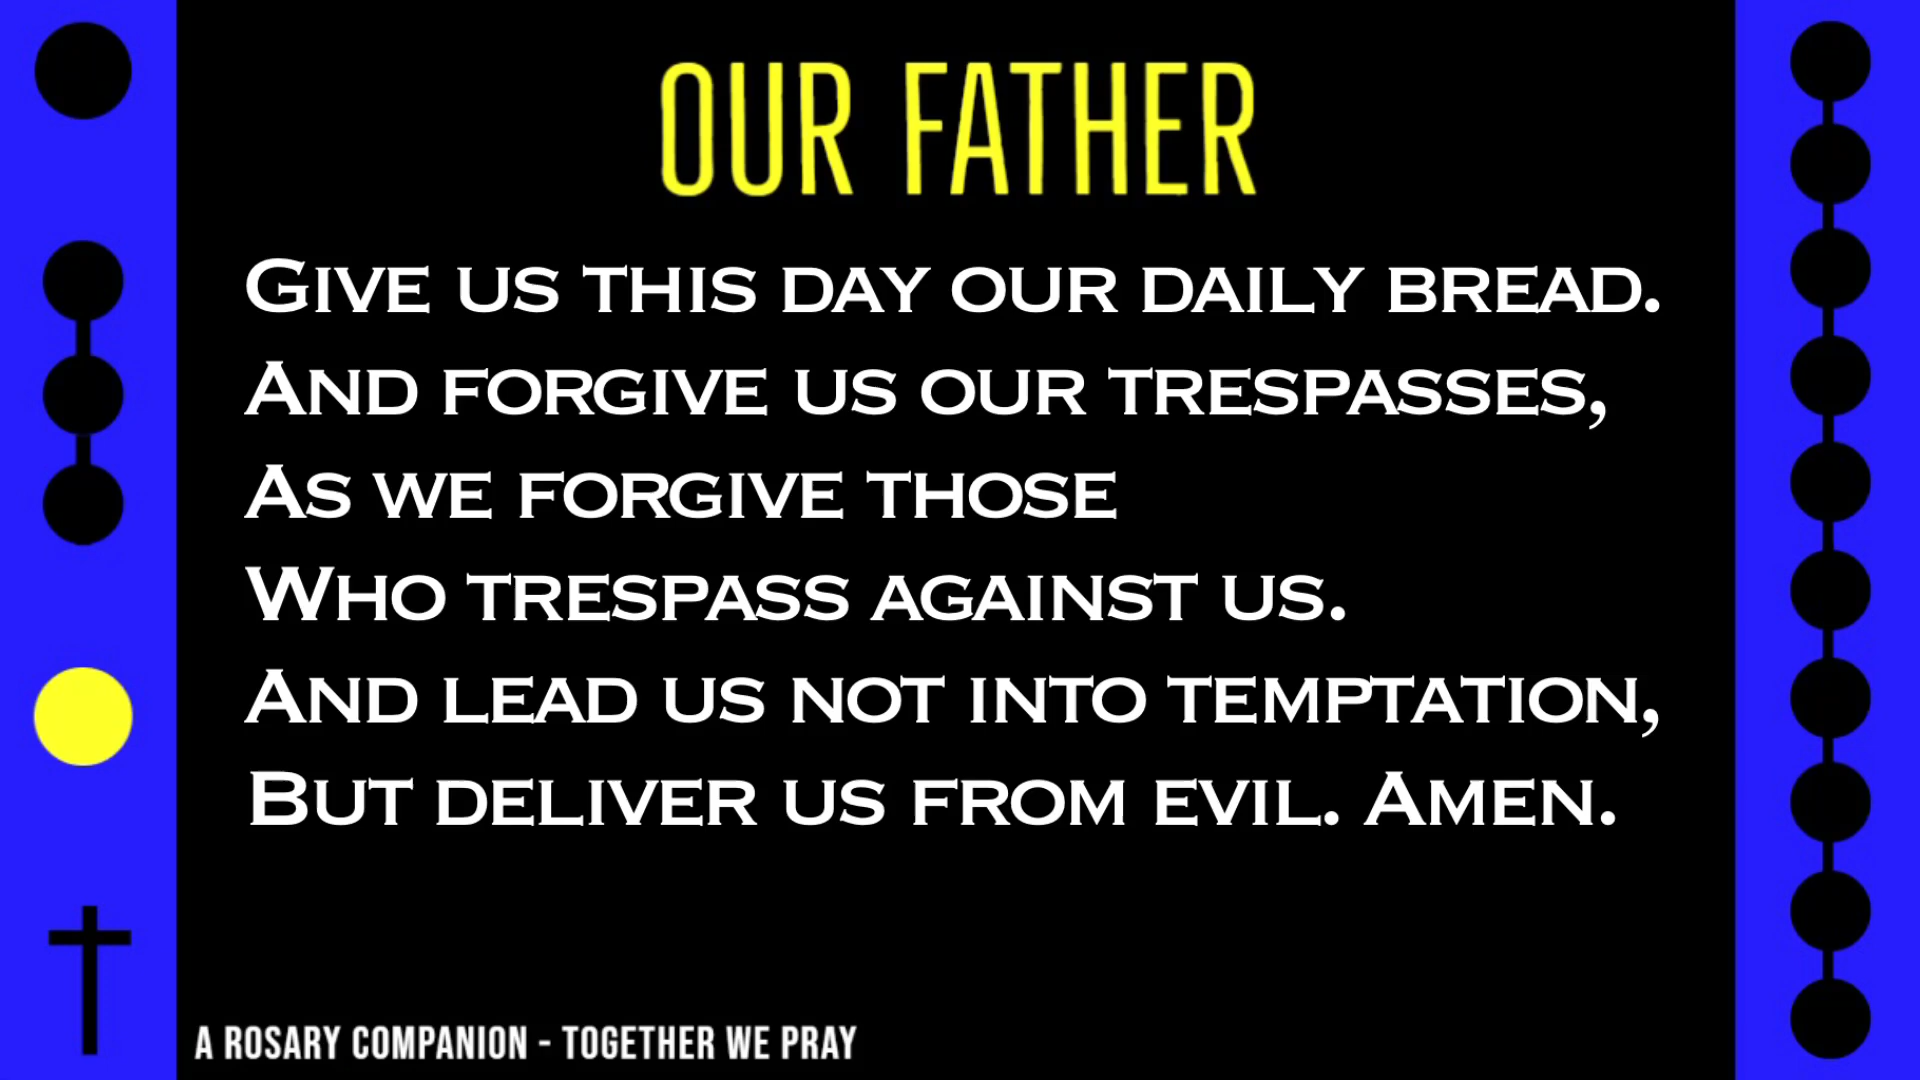 OUR FATHER
GIVE US THIS DAY OUR DAILY BREAD.
AND FORGIVE US OUR TRESPASSES,
AS WE FORGIVE THOSE
WHO TRESPASS AGAINST US.
AND LEAD US NOT INTO TEMPTATION,
BUT DELIVER US FROM EVIL. AMEN.
A ROSARY COMPANION - TOGETHER WE PRAY